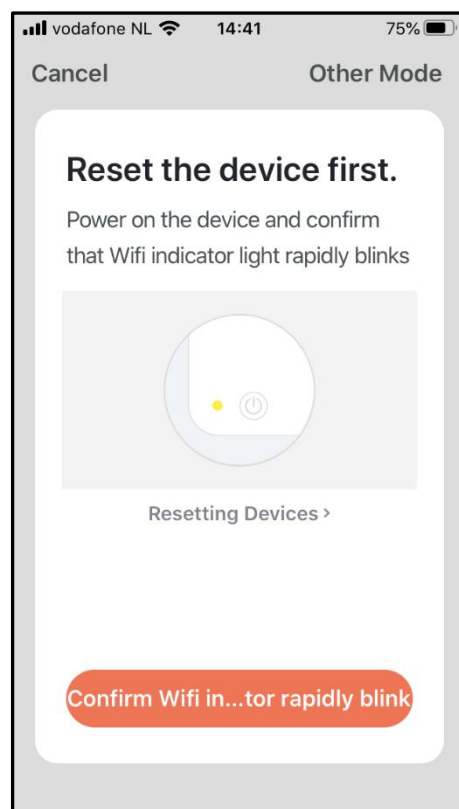 vodafone NL 14:41 75%
Cancel Other Mode
Reset the device first.
Power on the device and confirm
that Wifi indicator light rapidly blinks
Resetting Devices >
Confirm Wifi in...tor rapidly blink